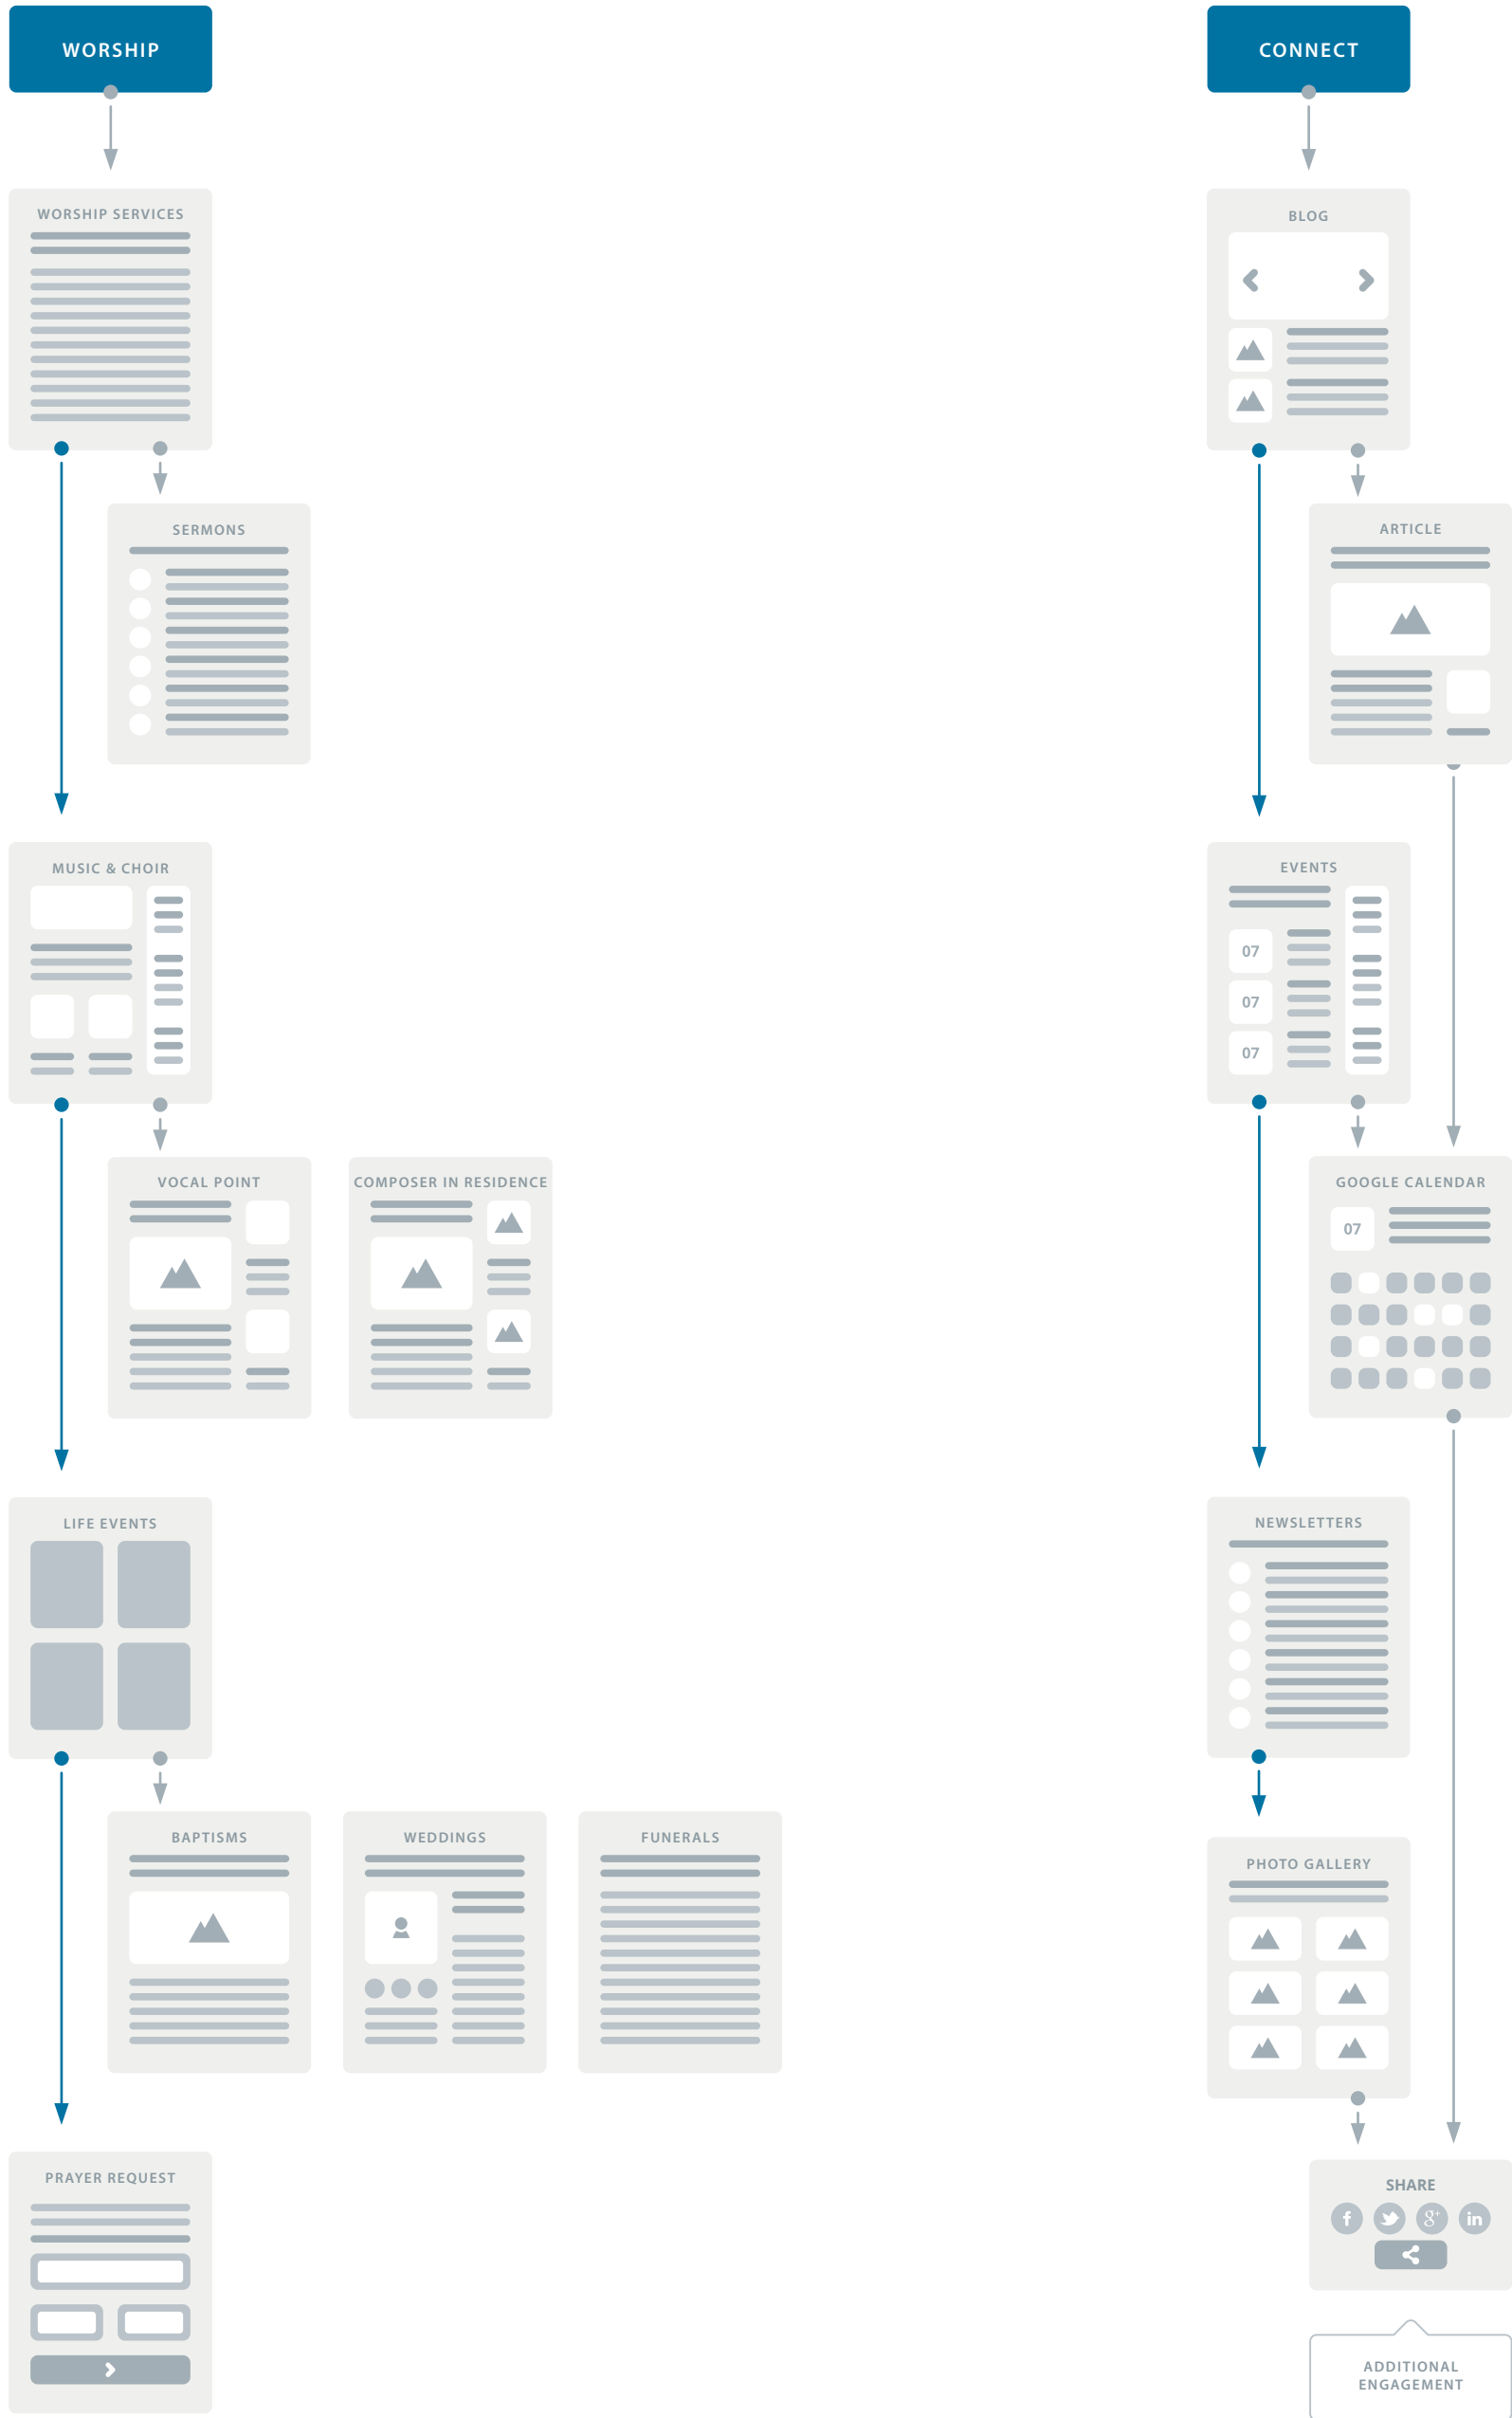 WORSHIP
WORSHIP SERVICES
SERMONS
MUSIC & CHOIR
VOCAL POINT
COMPOSER IN RESIDENCE
LIFE EVENTS
BAPTISMS
WEDDINGS
FUNERALS
PRAYER REQUEST
CONNECT
BLOG
ARTICLE
EVENTS
07
07
07
GOOGLE CALENDAR
07
NEWSLETTERS
PHOTO GALLERY
SHARE
f
g+
in
ADDITIONAL
ENGAGEMENT